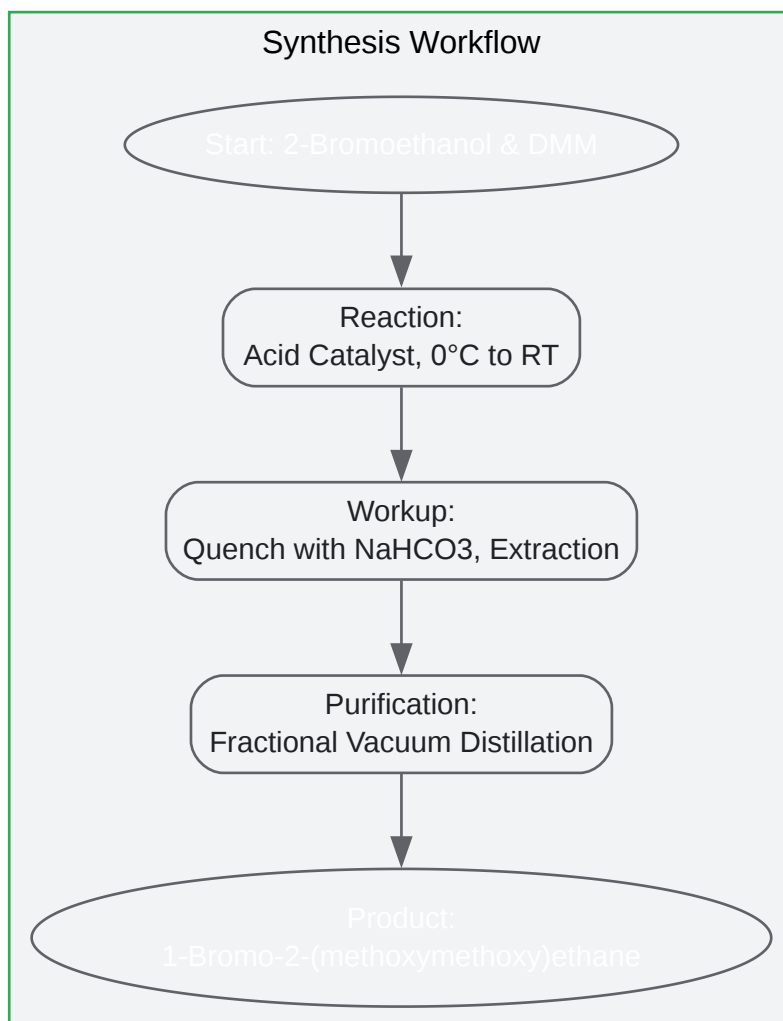 Synthesis Workflow
Start: 2-Bromoethanol & DMM
Reaction:
Acid Catalyst, 0°C to RT
Workup:
Quench with NaHCO3, Extraction
Purification:
Fractional Vacuum Distillation
Product:
1-Bromo-2-(methoxymethoxy)ethane